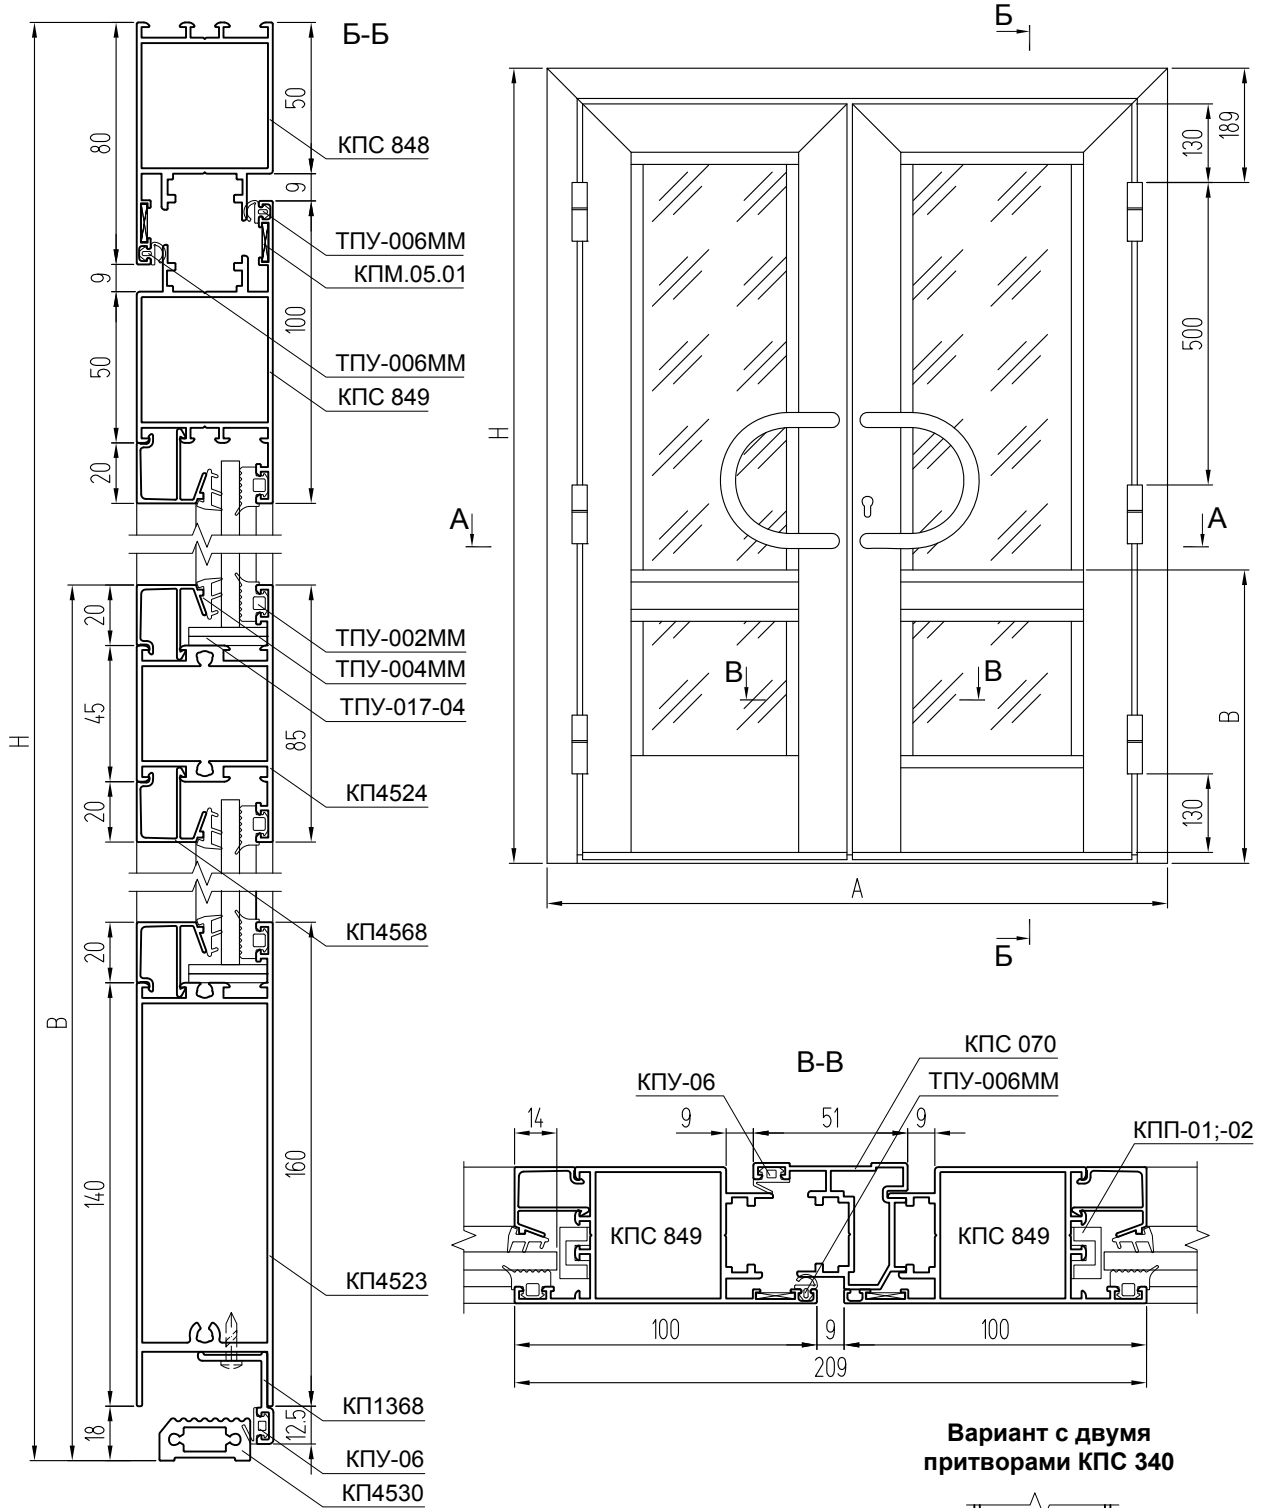 Б-Б
80
50
КПС 848
9
ТПУ-006ММ
КПМ.05.01
9
100
50
ТПУ-006ММ
КПС 849
20
20
ТПУ-002ММ
ТПУ-004ММ
ТПУ-017-04
45
85
КП4524
20
Н
КП4568
20
В
140
160
КП4523
КП1368
12.5
18
КПУ-06
КП4530
Б
189
130
500
Н
А
А
В
В
В
130
А
Б
В-В
КПС 070
КПУ-06
ТПУ-006ММ
14
9
51
9
КПП-01;-02
КПС 849
КПС 849
100
9
100
209
Вариант с двумя
притворами КПС 340